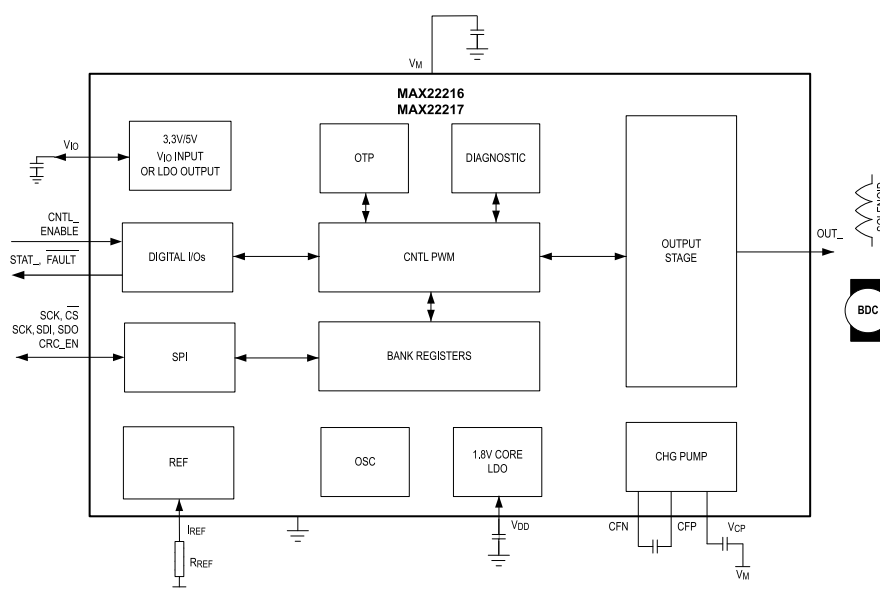 VM
MAX22216
MAX22217
VIO
3.3V/5V
VIO INPUT
OR LDO OUTPUT
OTP
DIAGNOSTIC
CNTL_
ENABLE
STAT_, FAULT
DIGITAL I/Os
CNTL PWM
OUTPUT
STAGE
OUT_
SOLENOID
BDC
SCK, CS
SCK, SDI, SDO
CRC_EN
SPI
BANK REGISTERS
REF
OSC
1.8V CORE
LDO
CHG PUMP
IREF
RREF
VDD
CFN
CFP
VCP
VM